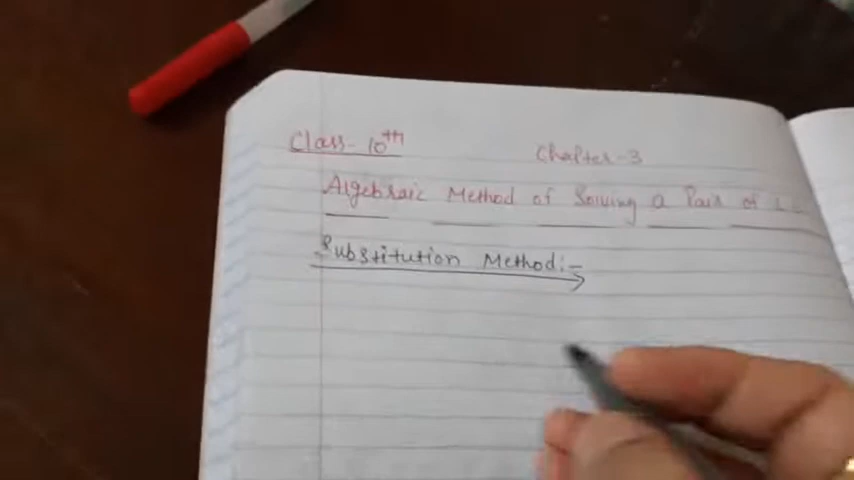 Class- 10th
Chapter-3
Algebraic Method of Solving a Pair of
Substitution Method:-